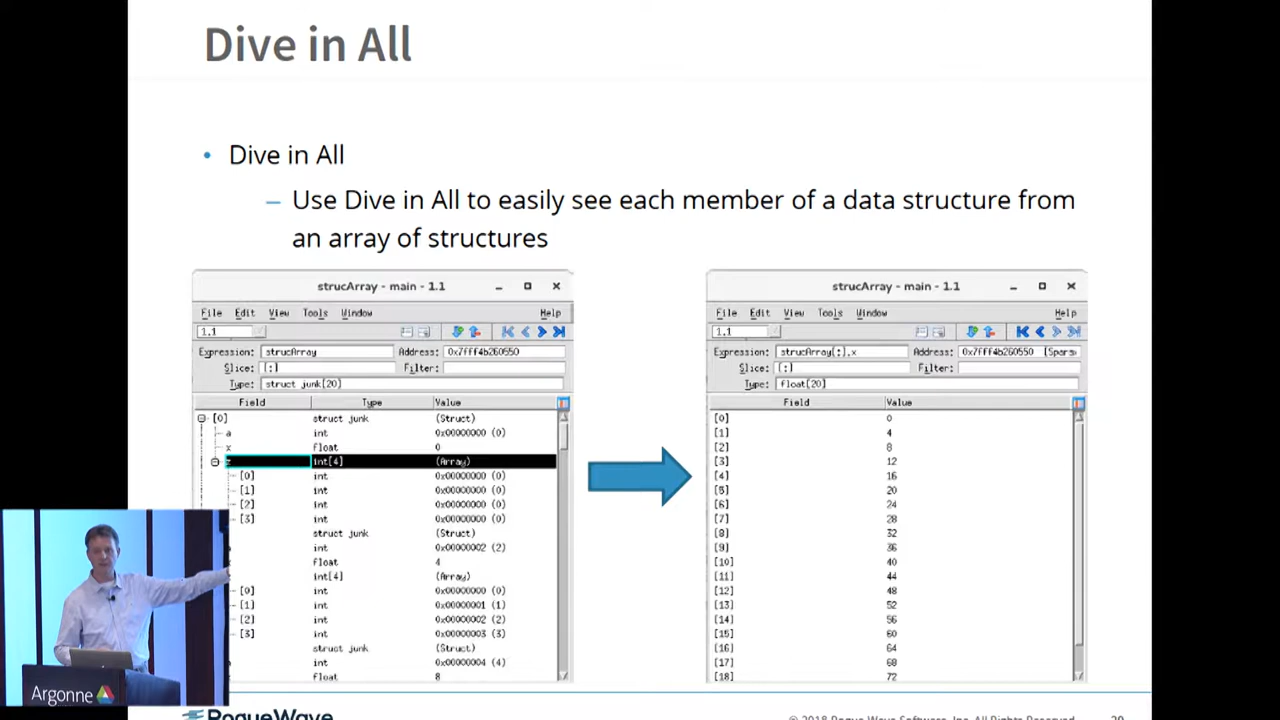 Dive in All
• Dive in All
– Use Dive in All to easily see each member of a data structure from
an array of structures
strucArray - main - 1.1
File Edit View Tools Window Help
1.1
Expression: strucArray Address: 0x7fff4b260550
Slice: [:] Filter:
Type: struct junk[20]
Field Type Value
[0] struct junk (Struct)
a int 0x00000000 (0)
x float 0
int[4] (Array)
[0] int 0x00000000 (0)
[1] int 0x00000000 (0)
[2] int 0x00000000 (0)
[3] int 0x00000000 (0)
struct junk (Struct)
int 0x00000002 (2)
float 4
int[4] (Array)
[0] int 0x00000000 (0)
[1] int 0x00000001 (1)
[2] int 0x00000002 (2)
[3] int 0x00000003 (3)
struct junk (Struct)
int 0x00000004 (4)
float 8
strucArray - main - 1.1
File Edit View Tools Window Help
1.1
Expression: strucArray[:].x Address: 0x7fff4b260550 [Spars
Slice: [:] Filter:
Type: float[20]
Field Value
[0] 0
[1] 4
[2] 8
[3] 12
[4] 16
[5] 20
[6] 24
[7] 28
[8] 32
[9] 36
[10] 40
[11] 44
[12] 48
[13] 52
[14] 56
[15] 60
[16] 64
[17] 68
[18] 72
Argonne
RogueWave
© 2018 Rogue Wave Software, Inc. All Rights Reserved. 20